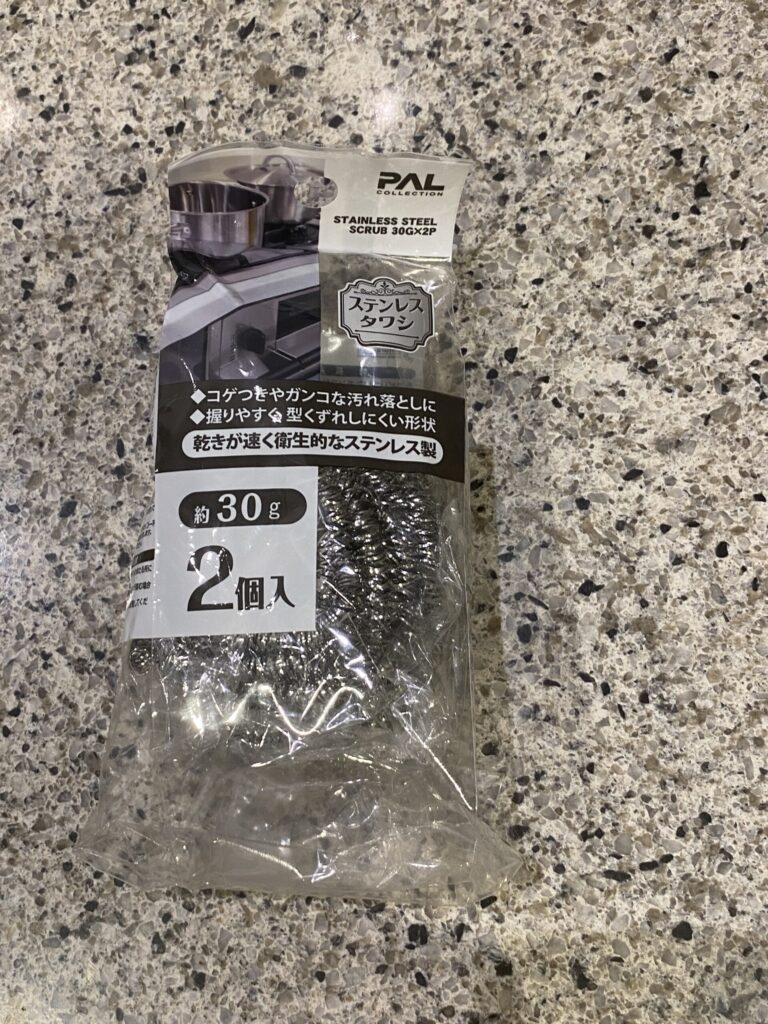 PAL
COLLECTION
STAINLESS STEEL
SCRUB 30G×2P
ステンレス
タワシ
◆コゲつきやガンコな汚れ落としに
◆握りやすく型くずれしにくい形状
乾きが速く衛生的なステンレス製
約30g
2個入